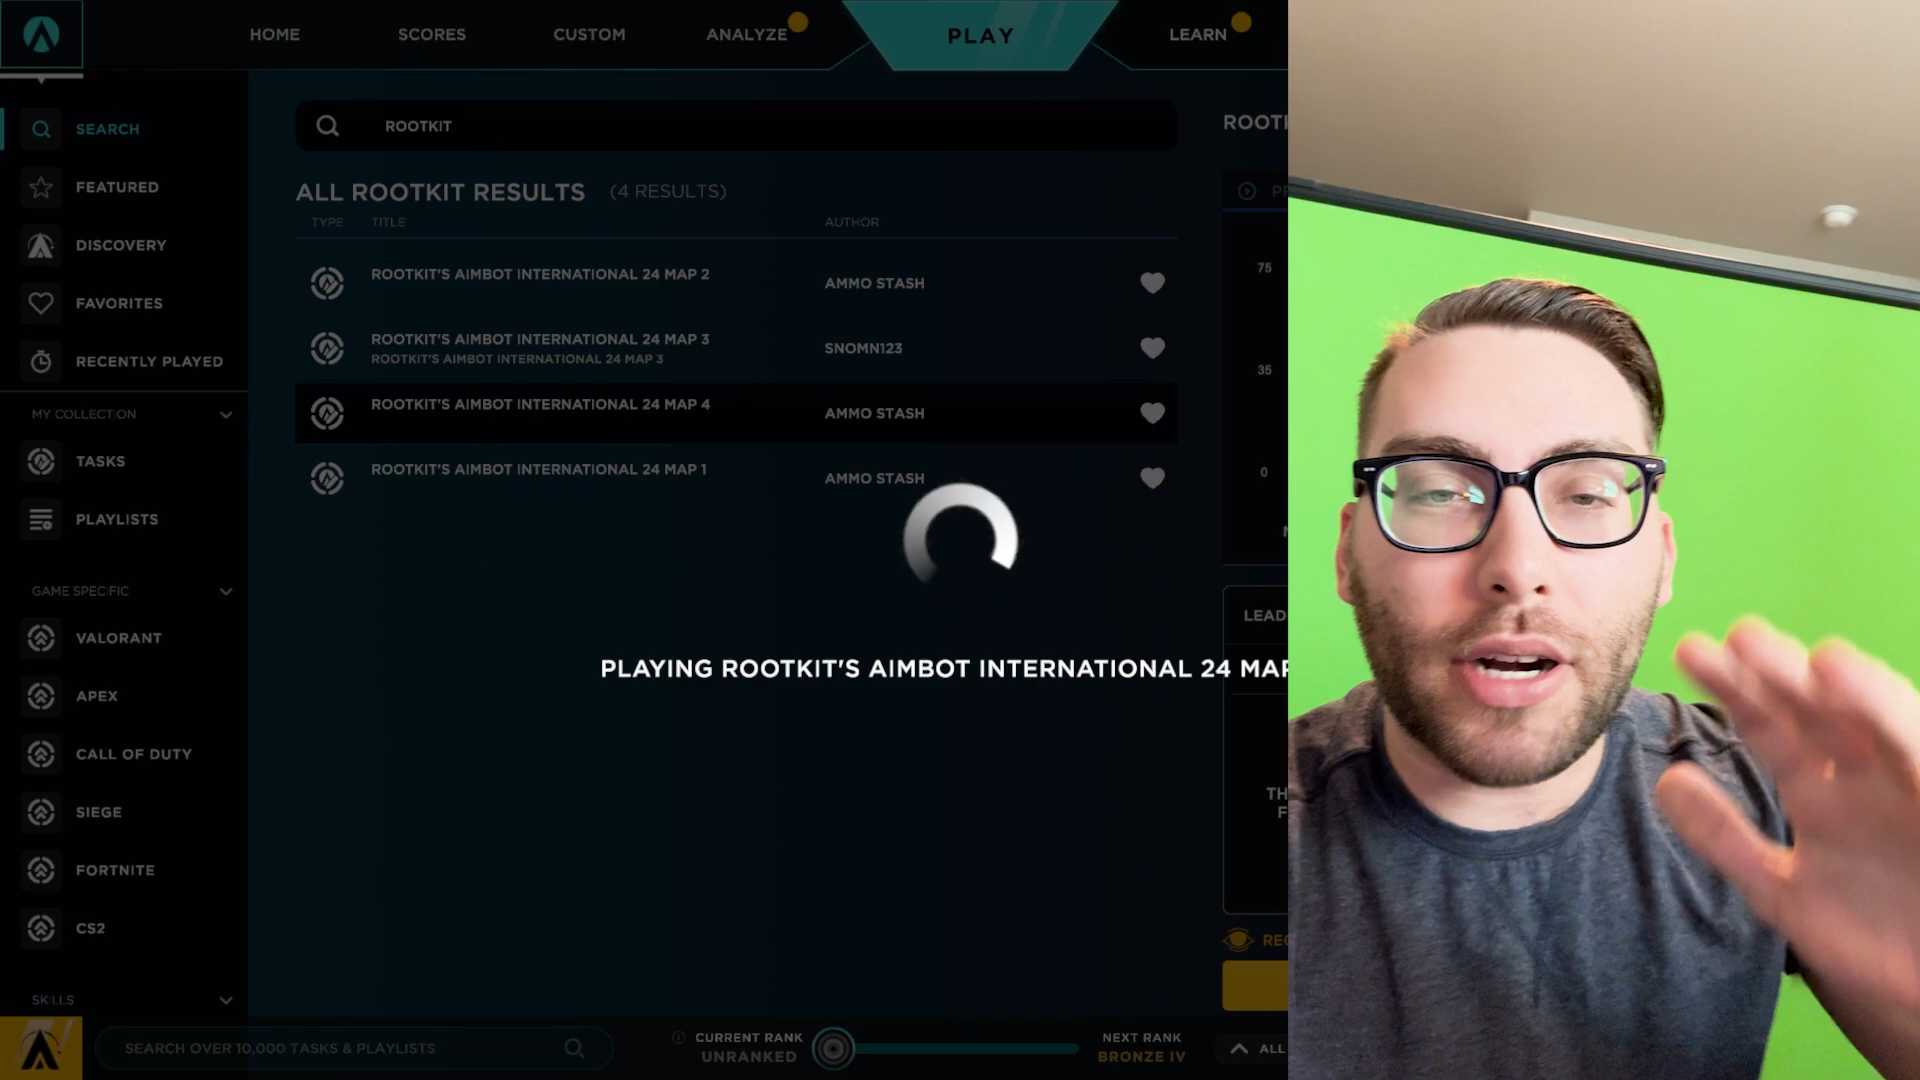 HOME
SCORES
CUSTOM
ANALYZE
PLAY
LEARN
SEARCH
FEATURED
DISCOVERY
FAVORITES
RECENTLY PLAYED
MY COLLECTION
TASKS
PLAYLISTS
GAME SPECIFIC
VALORANT
APEX
CALL OF DUTY
SIEGE
FORTNITE
CS2
SKILLS
ROOTKIT
ALL ROOTKIT RESULTS (4 RESULTS)
TYPE TITLE AUTHOR
ROOTKIT'S AIMBOT INTERNATIONAL 24 MAP 2 AMMO STASH
ROOTKIT'S AIMBOT INTERNATIONAL 24 MAP 3 SNOMN123
ROOTKIT'S AIMBOT INTERNATIONAL 24 MAP 3
ROOTKIT'S AIMBOT INTERNATIONAL 24 MAP 4 AMMO STASH
ROOTKIT'S AIMBOT INTERNATIONAL 24 MAP 1 AMMO STASH
PLAYING ROOTKIT'S AIMBOT INTERNATIONAL 24 MAP
75
35
0
SEARCH OVER 10,000 TASKS & PLAYLISTS
CURRENT RANK
UNRANKED
NEXT RANK
BRONZE IV
ALL